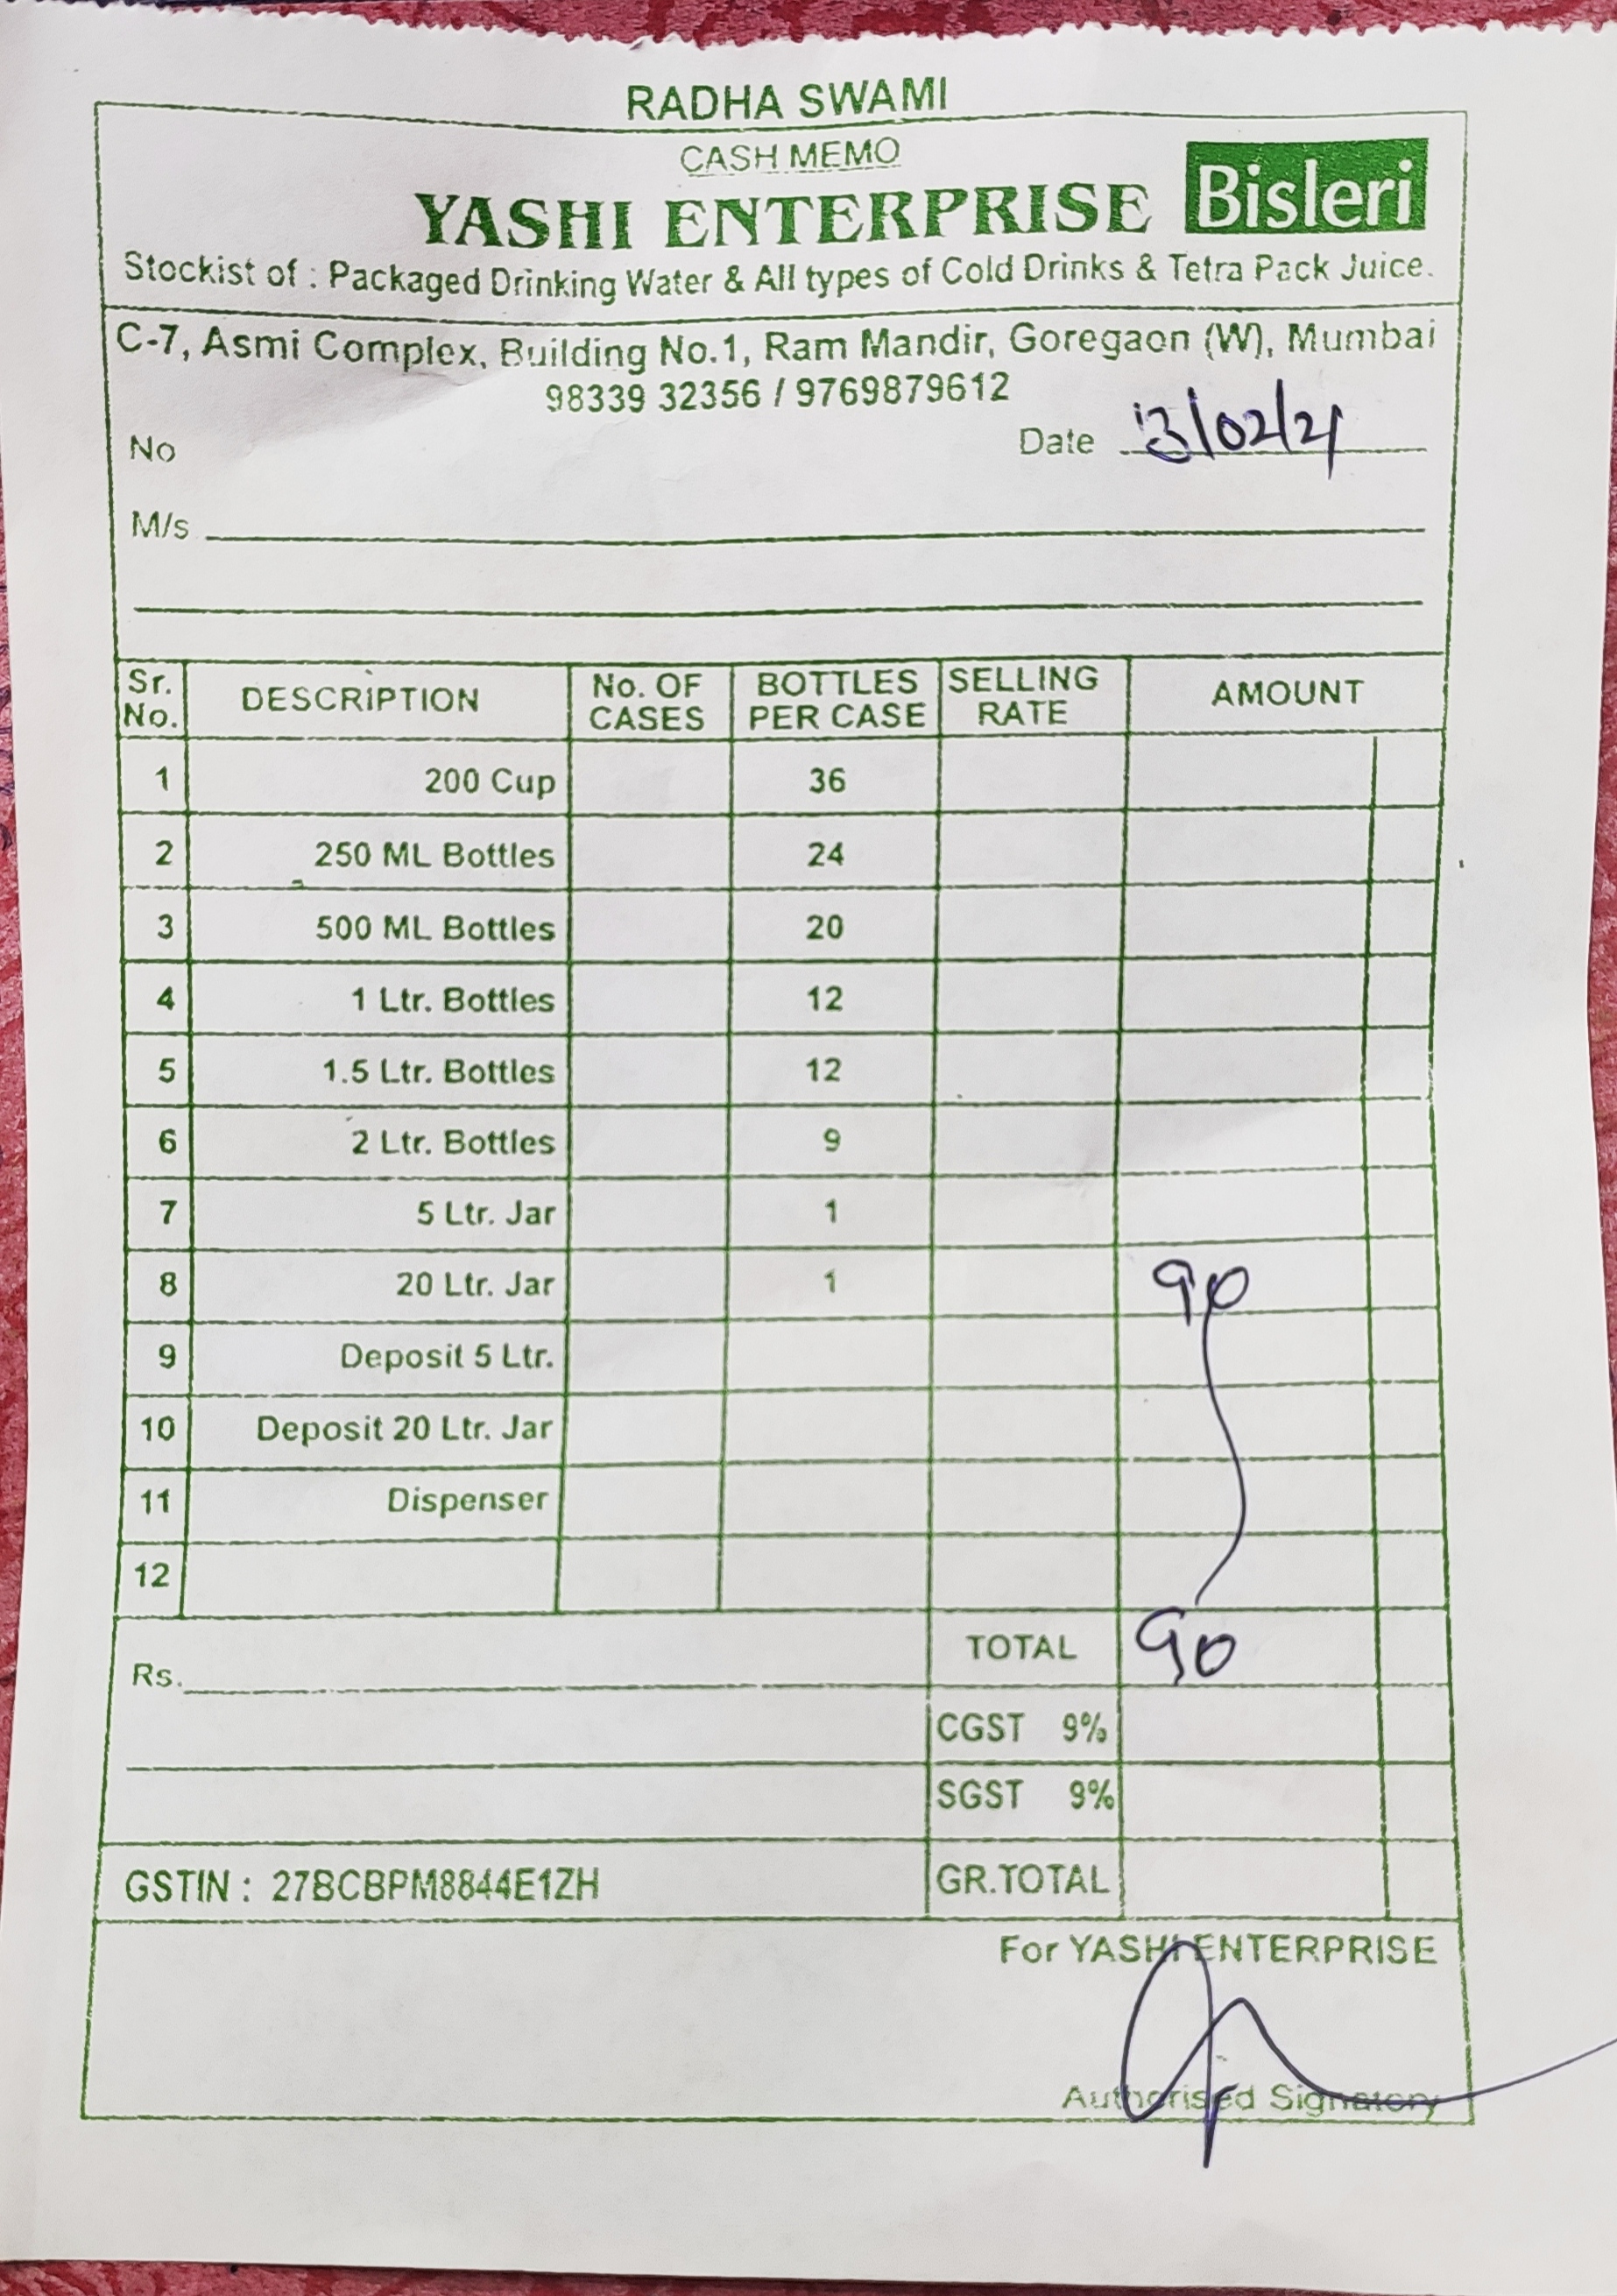 RADHA SWAMI
CASH MEMO
YASHI ENTERPRISE Bisleri
Stockist of : Packaged Drinking Water & All types of Cold Drinks & Tetra Pack Juice.
C-7, Asmi Complex, Building No.1, Ram Mandir, Goregaon (W), Mumbai
98339 32356 / 9769879612
No Date 13/02/21
M/s
Sr. No. DESCRIPTION No. OF CASES BOTTLES PER CASE SELLING RATE AMOUNT
1 200 Cup 36
2 250 ML Bottles 24
3 500 ML Bottles 20
4 1 Ltr. Bottles 12
5 1.5 Ltr. Bottles 12
6 2 Ltr. Bottles 9
7 5 Ltr. Jar 1
8 20 Ltr. Jar 1 90
9 Deposit 5 Ltr.
10 Deposit 20 Ltr. Jar
11 Dispenser
12
TOTAL 90
Rs.
CGST 9%
SGST 9%
GSTIN : 27BCBPM8844E1ZH GR.TOTAL
For YASHI ENTERPRISE
Authorised Signatory